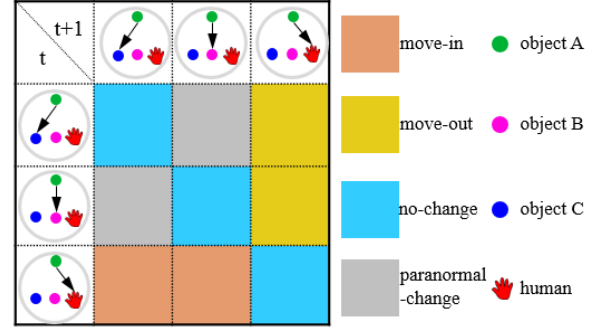 t+1
t
move-in
object A
move-out
object B
no-change
object C
paranormal
-change
human